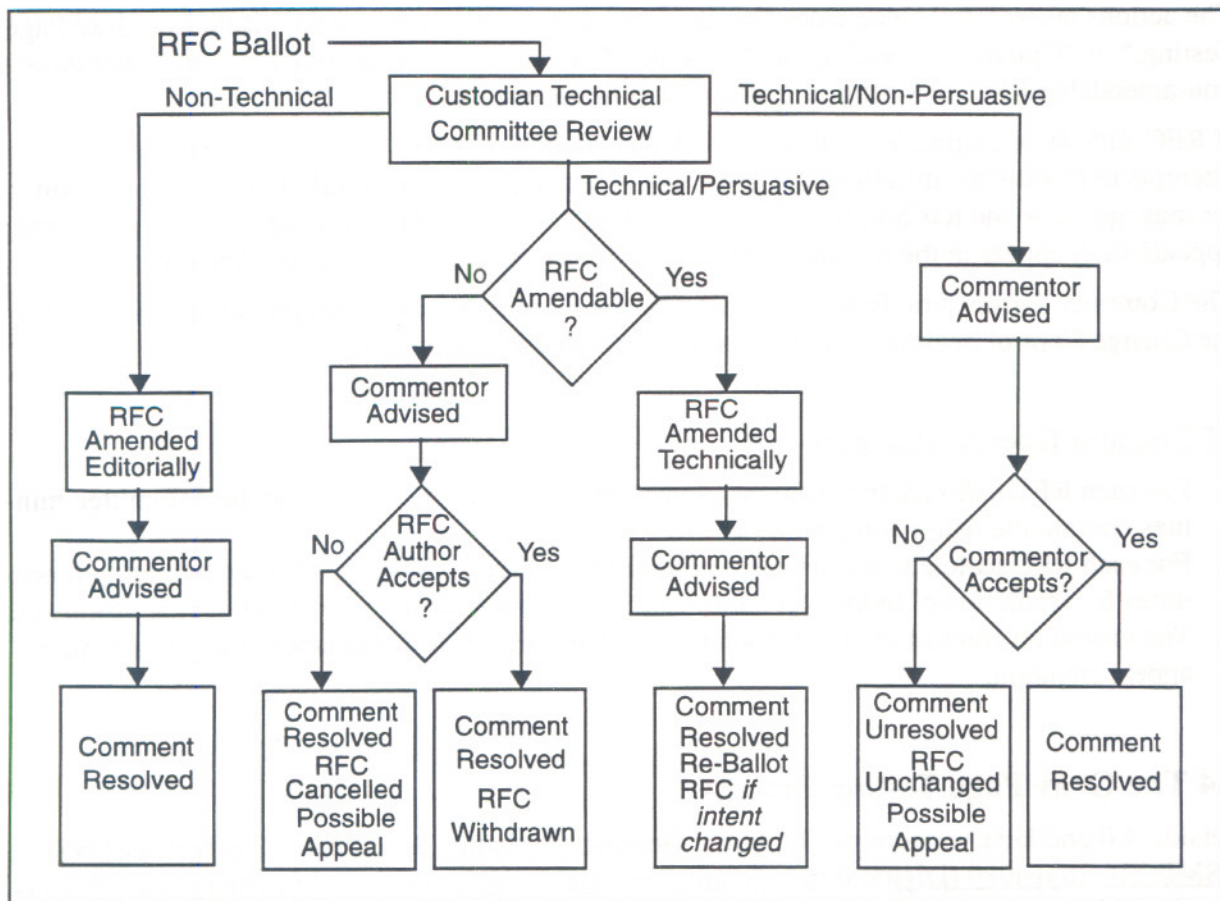 RFC Ballot
Non-Technical
Custodian Technical
Committee Review
Technical/Non-Persuasive
Technical/Persuasive
No
RFC
Amendable
?
Yes
Commentor
Advised
Commentor
Advised
RFC
Amended
Editorially
RFC
Amended
Technically
No
RFC
Author
Accepts
?
Yes
No
Commentor
Accepts?
Yes
Commentor
Advised
Commentor
Advised
Comment
Resolved
Comment
Resolved
RFC
Cancelled
Possible
Appeal
Comment
Resolved
RFC
Withdrawn
Comment
Resolved
Re-Ballot
RFC if
intent
changed
Comment
Unresolved
RFC
Unchanged
Possible
Appeal
Comment
Resolved